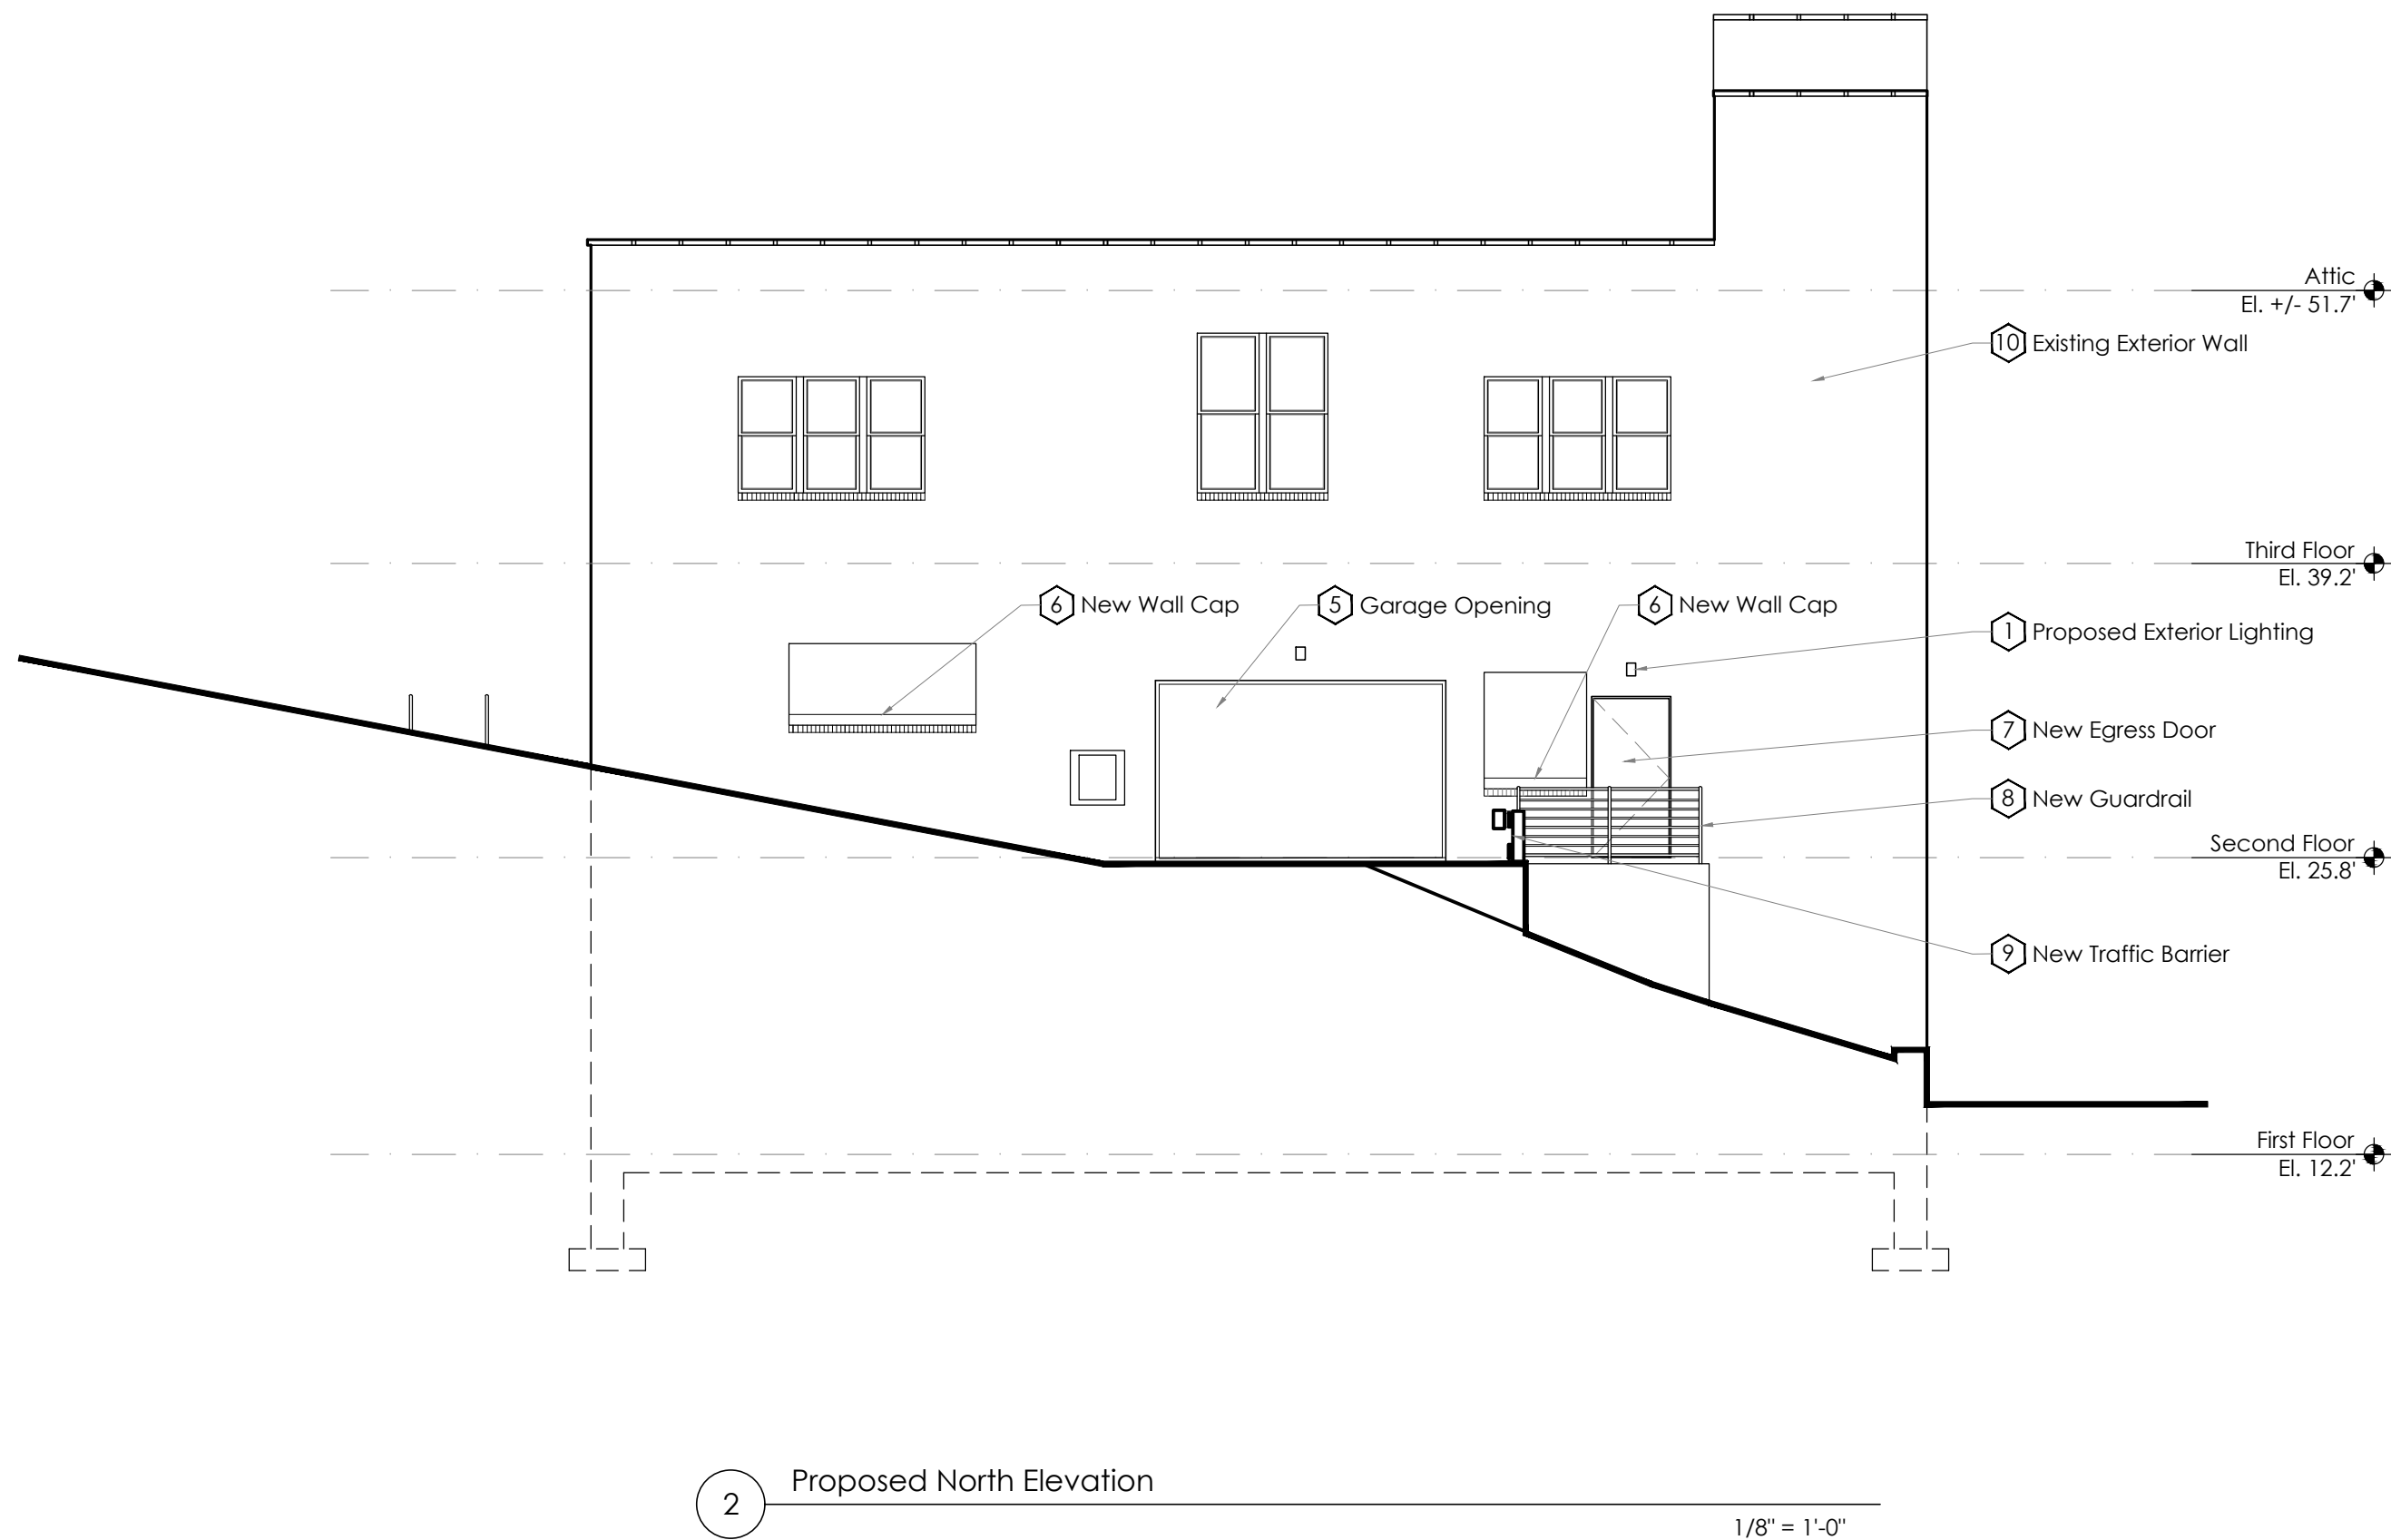 Attic
El. +/- 51.7'
10 Existing Exterior Wall
Third Floor
El. 39.2'
6 New Wall Cap
5 Garage Opening
6 New Wall Cap
1 Proposed Exterior Lighting
7 New Egress Door
8 New Guardrail
Second Floor
El. 25.8'
9 New Traffic Barrier
First Floor
El. 12.2'
2 Proposed North Elevation
1/8" = 1'-0"